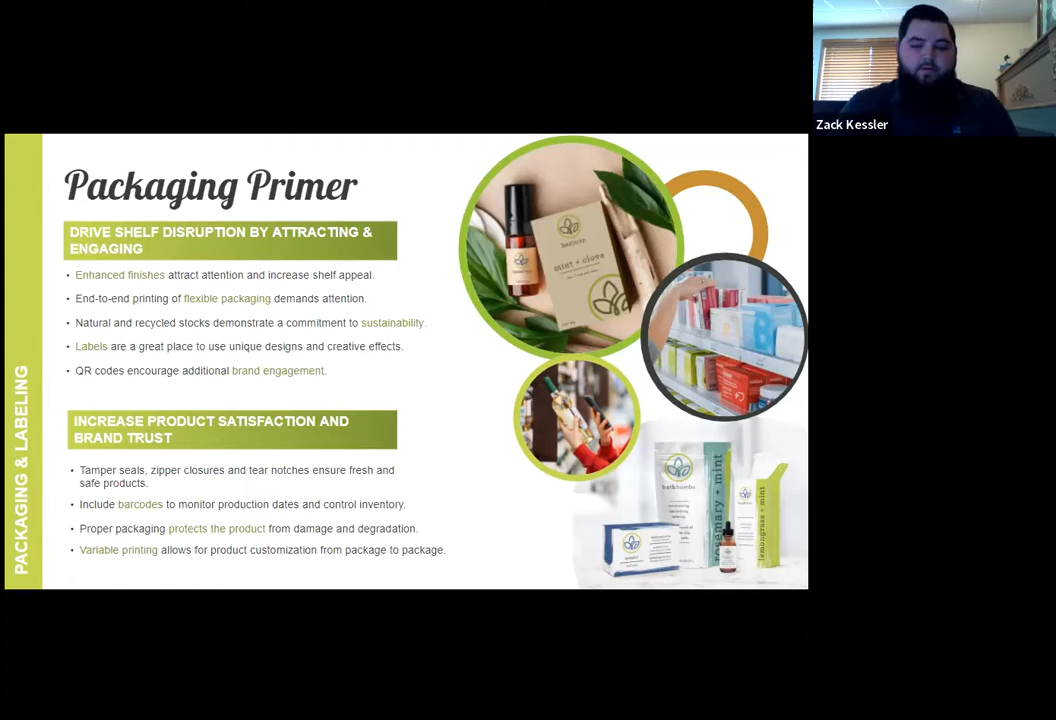 Zack Kessler
Packaging Primer
DRIVE SHELF DISRUPTION BY ATTRACTING &
ENGAGING
• Enhanced finishes attract attention and increase shelf appeal.
• End-to-end printing of flexible packaging demands attention.
• Natural and recycled stocks demonstrate a commitment to sustainability.
• Labels are a great place to use unique designs and creative effects.
• QR codes encourage additional brand engagement.
INCREASE PRODUCT SATISFACTION AND
BRAND TRUST
• Tamper seals, zipper closures and tear notches ensure fresh and
safe products.
• Include barcodes to monitor production dates and control inventory.
• Proper packaging protects the product from damage and degradation.
• Variable printing allows for product customization from package to package.
PACKAGING & LABELING
mint + clove
bathbombs
rosemary + mint
lemongrass + mint